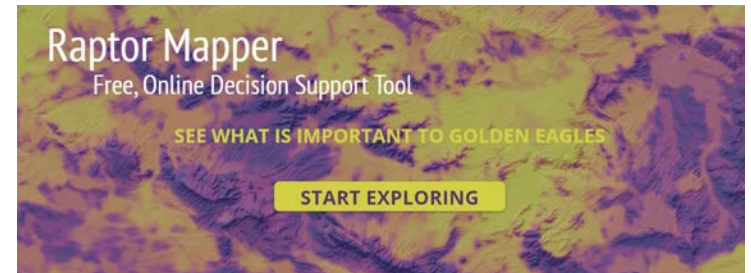 Raptor Mapper
Free, Online Decision Support Tool
SEE WHAT IS IMPORTANT TO GOLDEN EAGLES
START EXPLORING